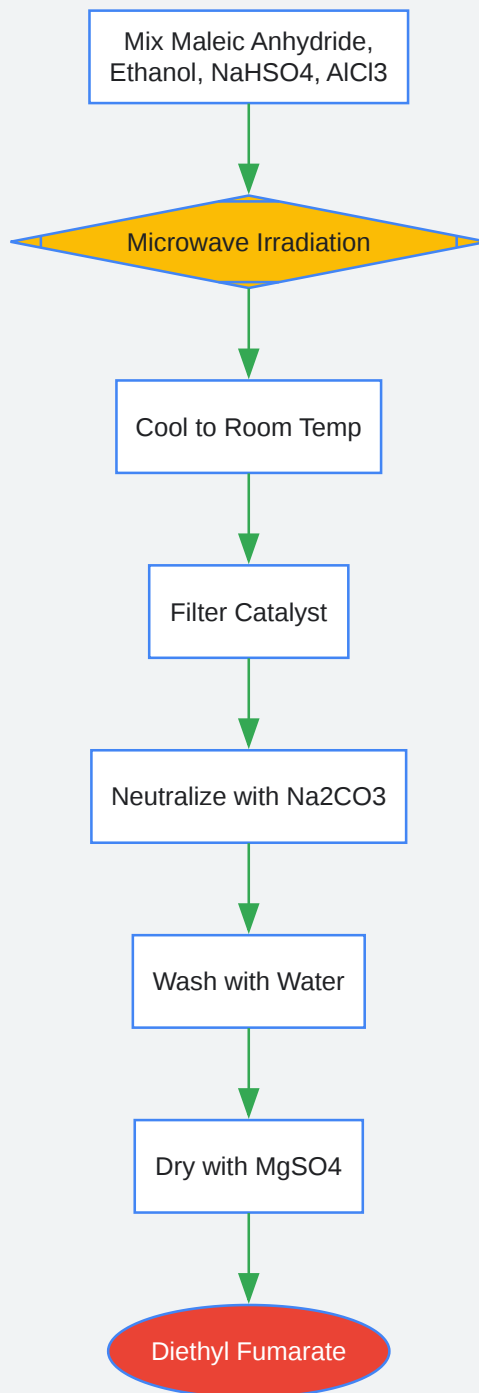 Mix Maleic Anhydride,
Ethanol, NaHSO4, AlCl3
Microwave Irradiation
Cool to Room Temp
Filter Catalyst
Neutralize with Na2CO3
Wash with Water
Dry with MgSO4
Diethyl Fumarate